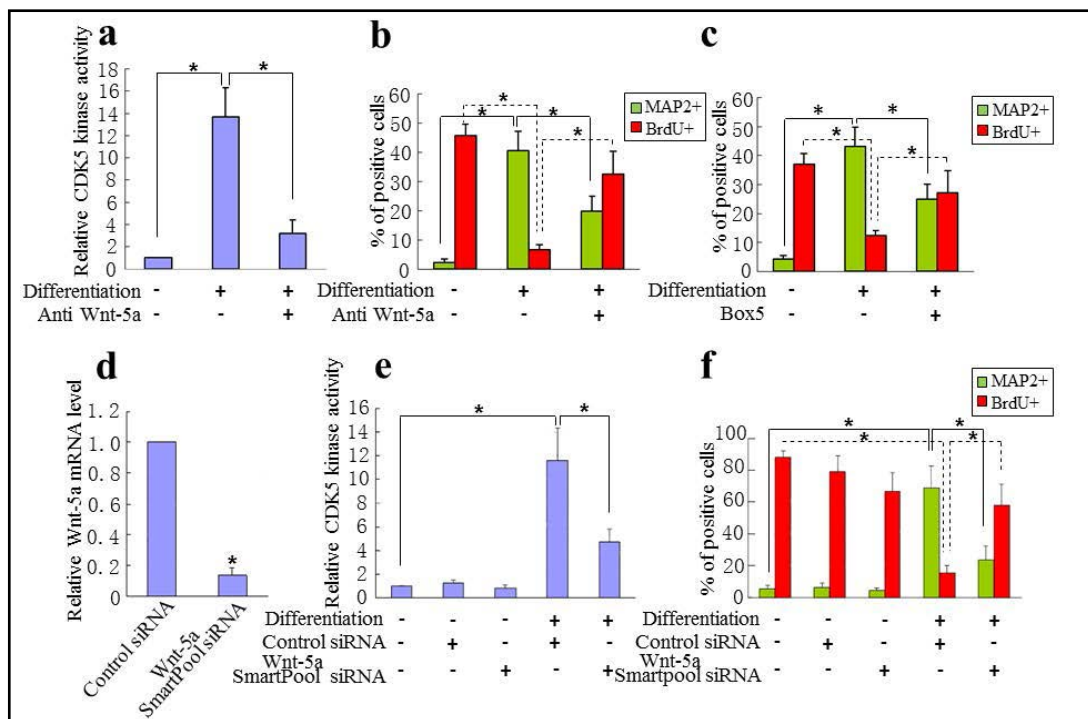 a
*
*
18
16
14
12
10
8
6
4
2
0
Relative CDK5 kinase activity
Differentiation - + +
Anti Wnt-5a - - +
b
MAP2+
BrdU+
*
*
*
*
60
50
40
30
20
10
0
% of positive cells
Differentiation - + +
Anti Wnt-5a - - +
c
MAP2+
BrdU+
*
*
*
*
60
50
40
30
20
10
0
% of positive cells
Differentiation - + +
Box5 - - +
d
1.2
1.0
0.8
0.6
0.4
0.2
0
Relative Wnt-5a mRNA level
*
Control siRNA
Wnt-5a
SmartPool siRNA
e
*
*
16
14
12
10
8
6
4
2
0
Relative CDK5 kinase activity
Differentiation - - - + +
Control siRNA - + - + -
Wnt-5a
SmartPool siRNA - - + - +
f
MAP2+
BrdU+
*
*
*
*
100
80
60
40
20
0
% of positive cells
Differentiation - - - + +
Control siRNA - + - + -
Wnt-5a
Smartpool siRNA - - + - +